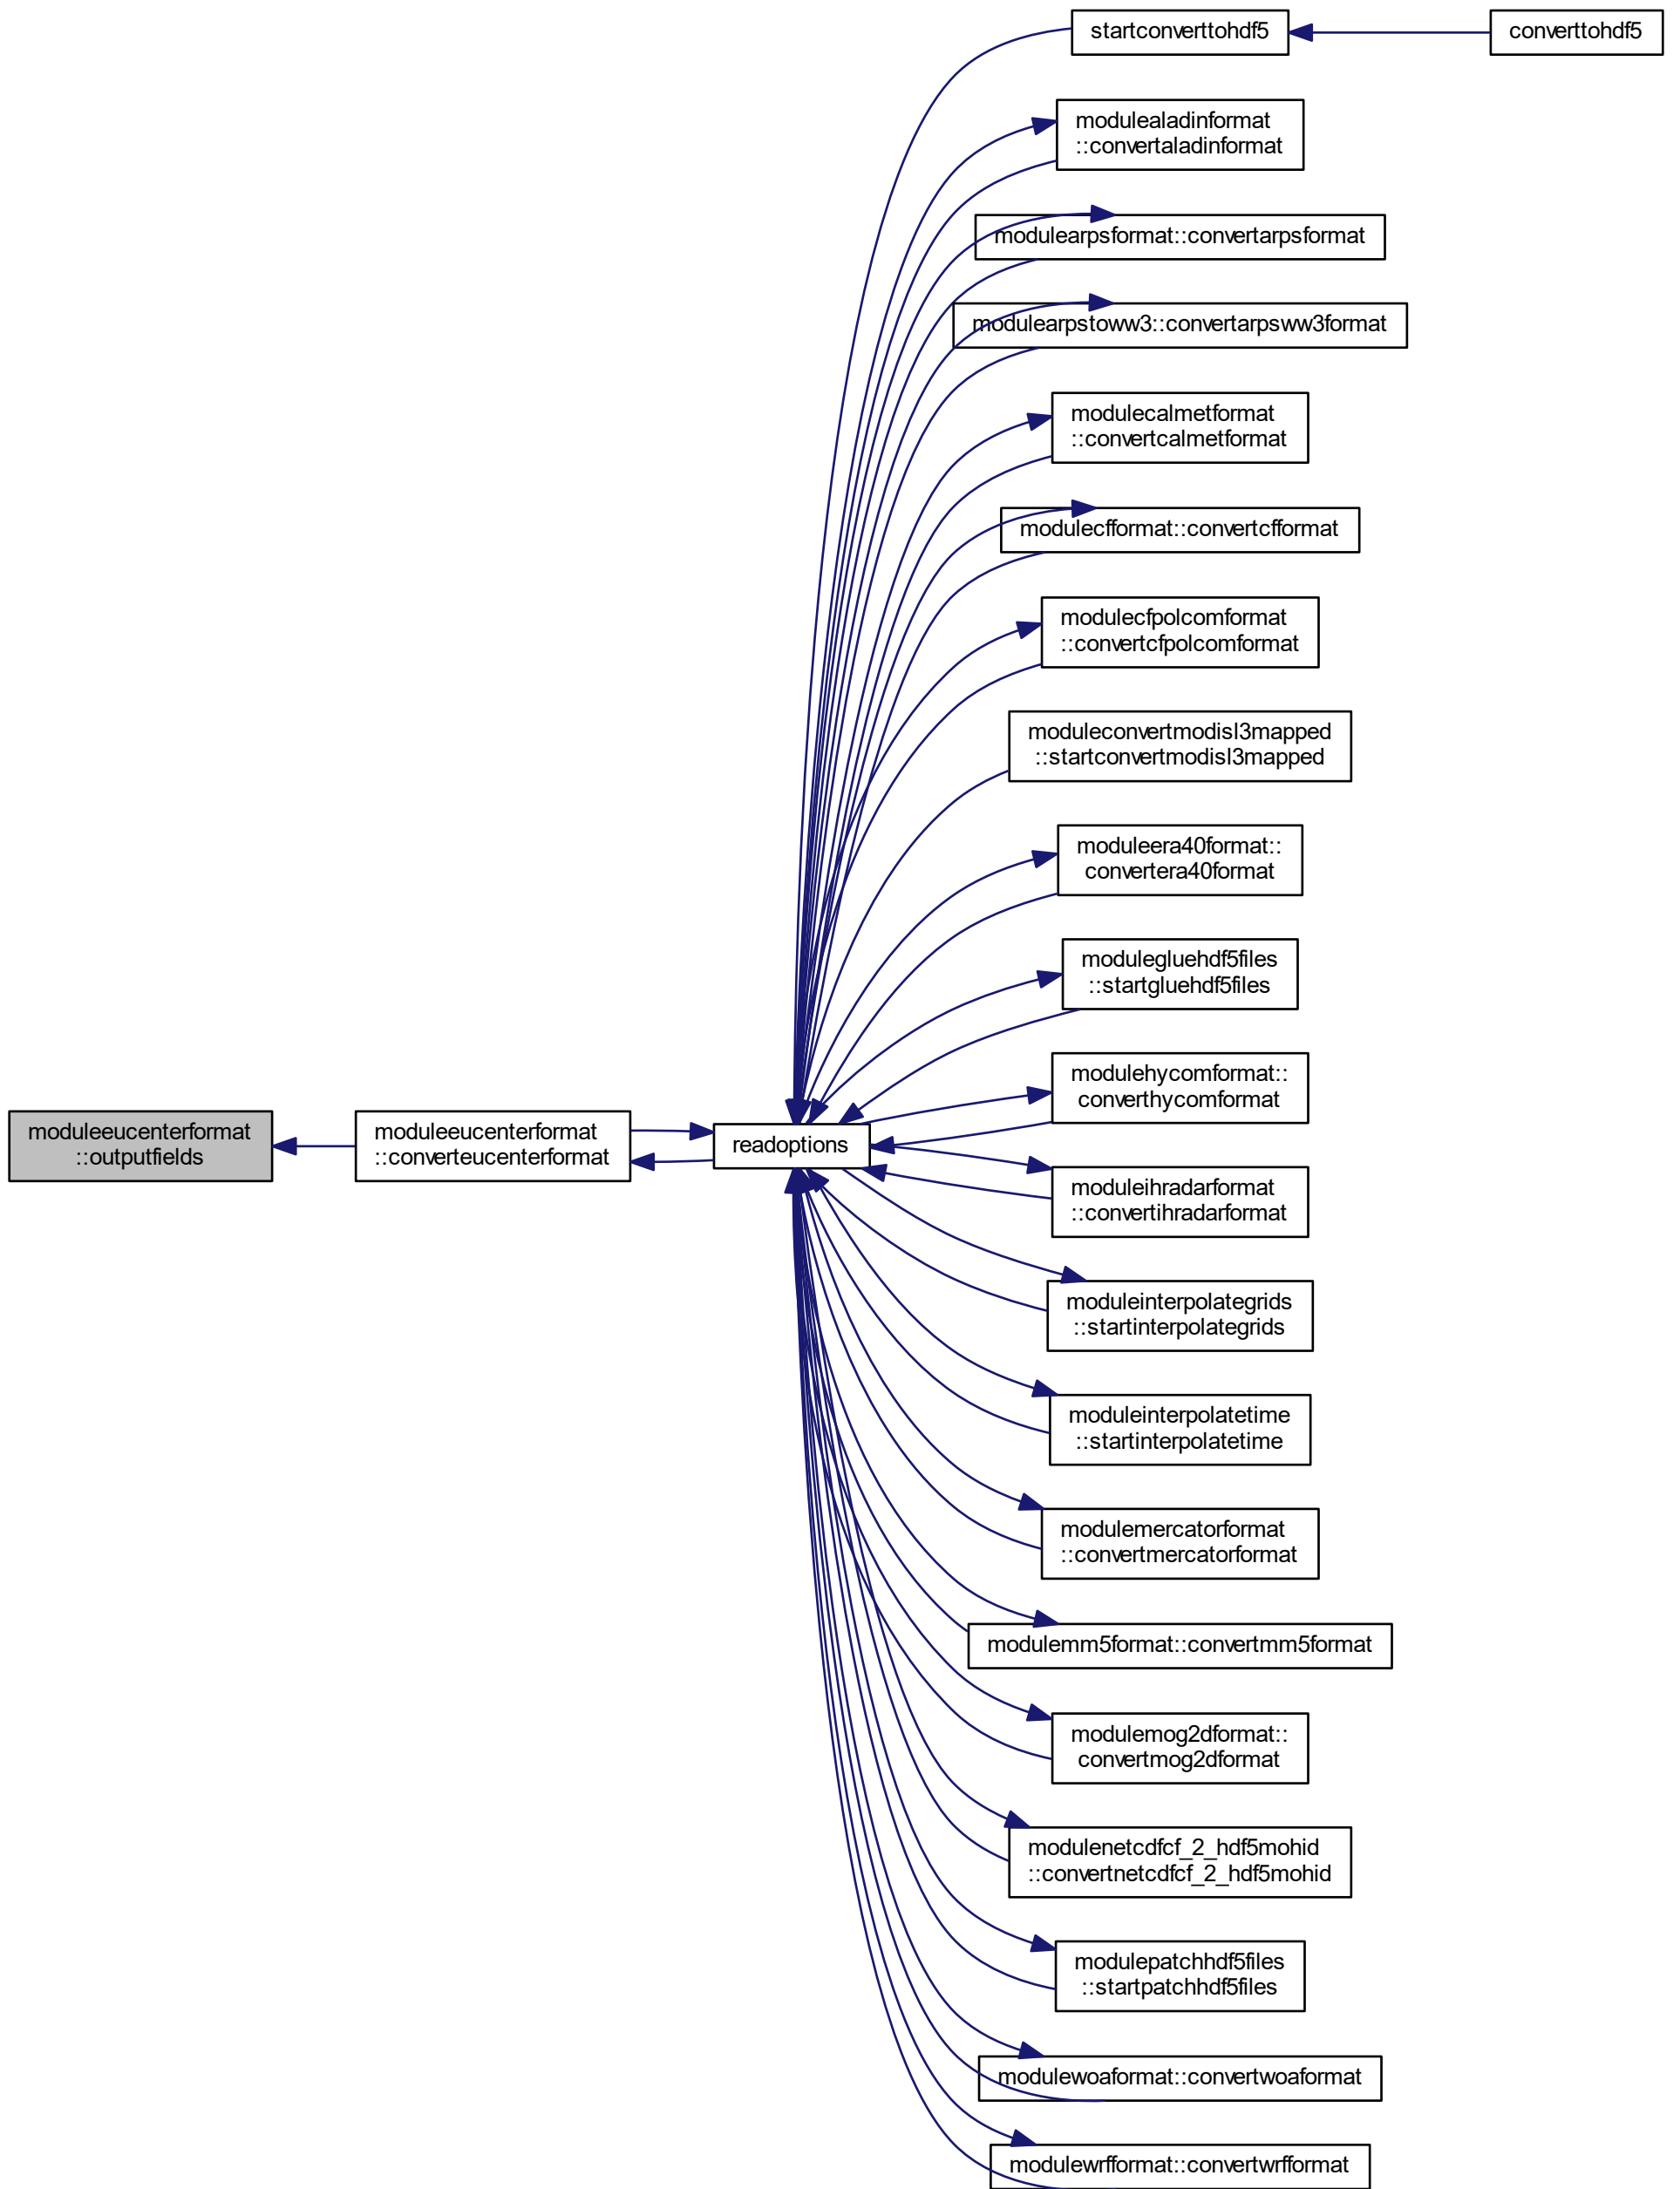 startconverttohdf5
converttohdf5
modulealadinformat
::convertaladinformat
modulearpsformat::convertarpsformat
modulearpstoww3::convertarpsww3format
modulecalmetformat
::convertcalmetformat
modulecfformat::convertcfformat
modulecfpolcomformat
::convertcfpolcomformat
moduleconvertmodisl3mapped
::startconvertmodisl3mapped
moduleera40format::
convertera40format
modulegluehdf5files
::startgluehdf5files
modulehycomformat::
converthycomformat
moduleeucenterformat
::outputfields
moduleeucenterformat
::converteucenterformat
readoptions
moduleihradarformat
::convertihradarformat
moduleinterpolategrids
::startinterpolategrids
moduleinterpolatetime
::startinterpolatetime
modulemercatorformat
::convertmercatorformat
modulemm5format::convertmm5format
modulemog2dformat::
convertmog2dformat
modulenetcdfcf_2_hdf5mohid
::convertnetcdfcf_2_hdf5mohid
modulepatchhdf5files
::startpatchhdf5files
modulewoaformat::convertwoaformat
modulewrfformat::convertwrfformat